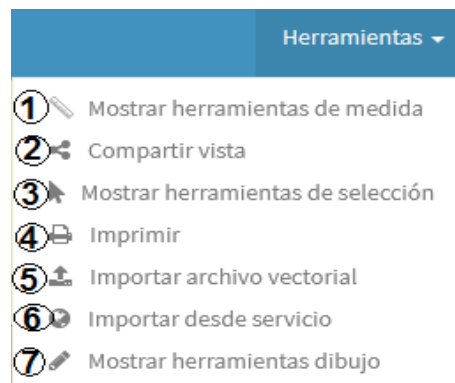 Herramientas
1 Mostrar herramientas de medida
2 Compartir vista
3 Mostrar herramientas de selección
4 Imprimir
5 Importar archivo vectorial
6 Importar desde servicio
7 Mostrar herramientas dibujo